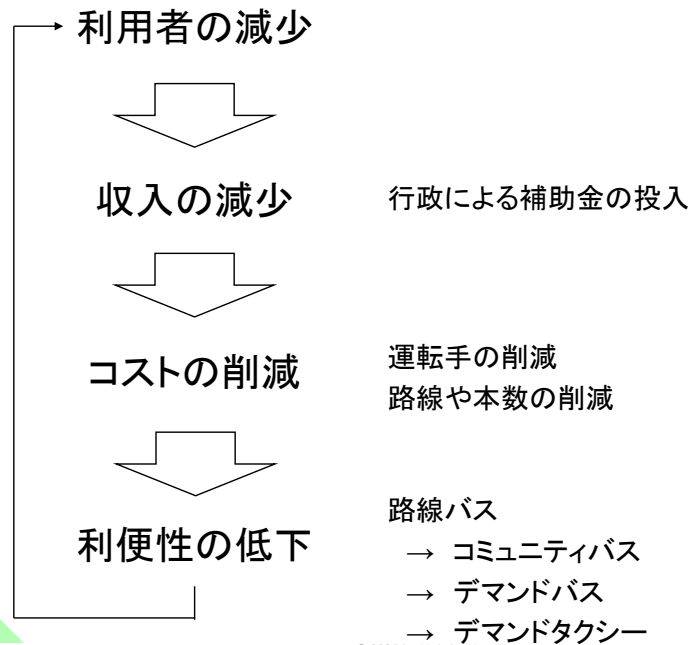 利用者の減少
収入の減少
行政による補助金の投入
コストの削減
運転手の削減
路線や本数の削減
利便性の低下
路線バス
→ コミュニティバス
→ デマンドバス
→ デマンドタクシー